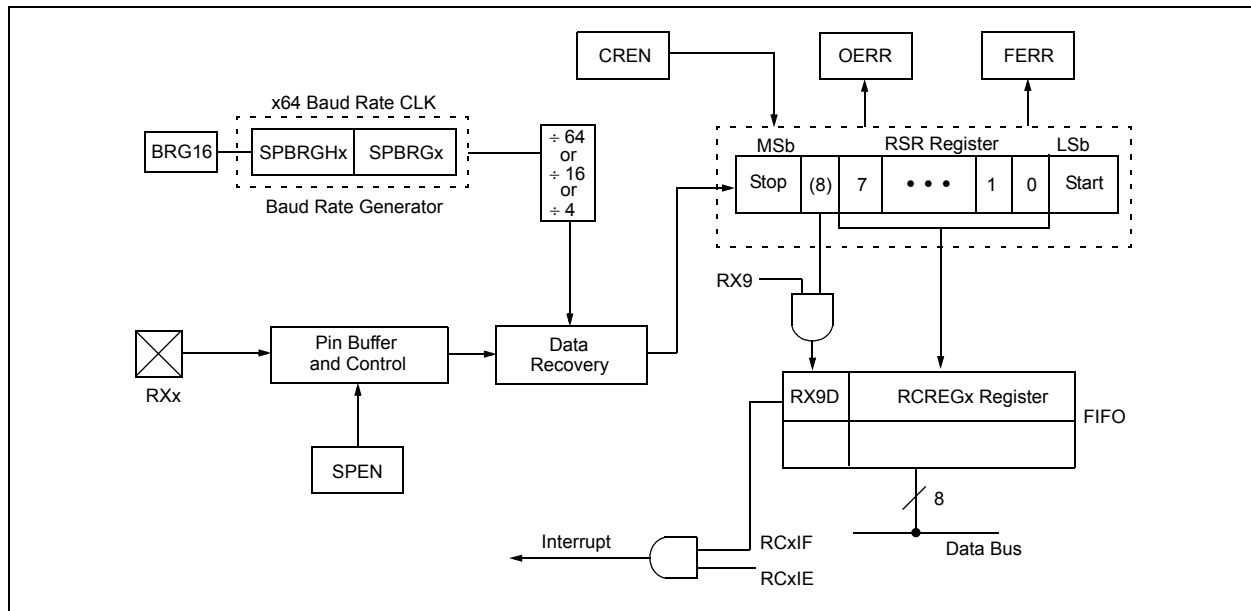 CREN
OERR
FERR
x64 Baud Rate CLK
BRG16
SPBRGHx
SPBRGx
Baud Rate Generator
÷ 64
or
÷ 16
or
÷ 4
MSb
RSR Register
LSb
Stop
(8)
7
• • •
1
0
Start
RX9
RXx
Pin Buffer
and Control
Data
Recovery
SPEN
RX9D
RCREGx Register
FIFO
8
Data Bus
Interrupt
RCxIF
RCxIE